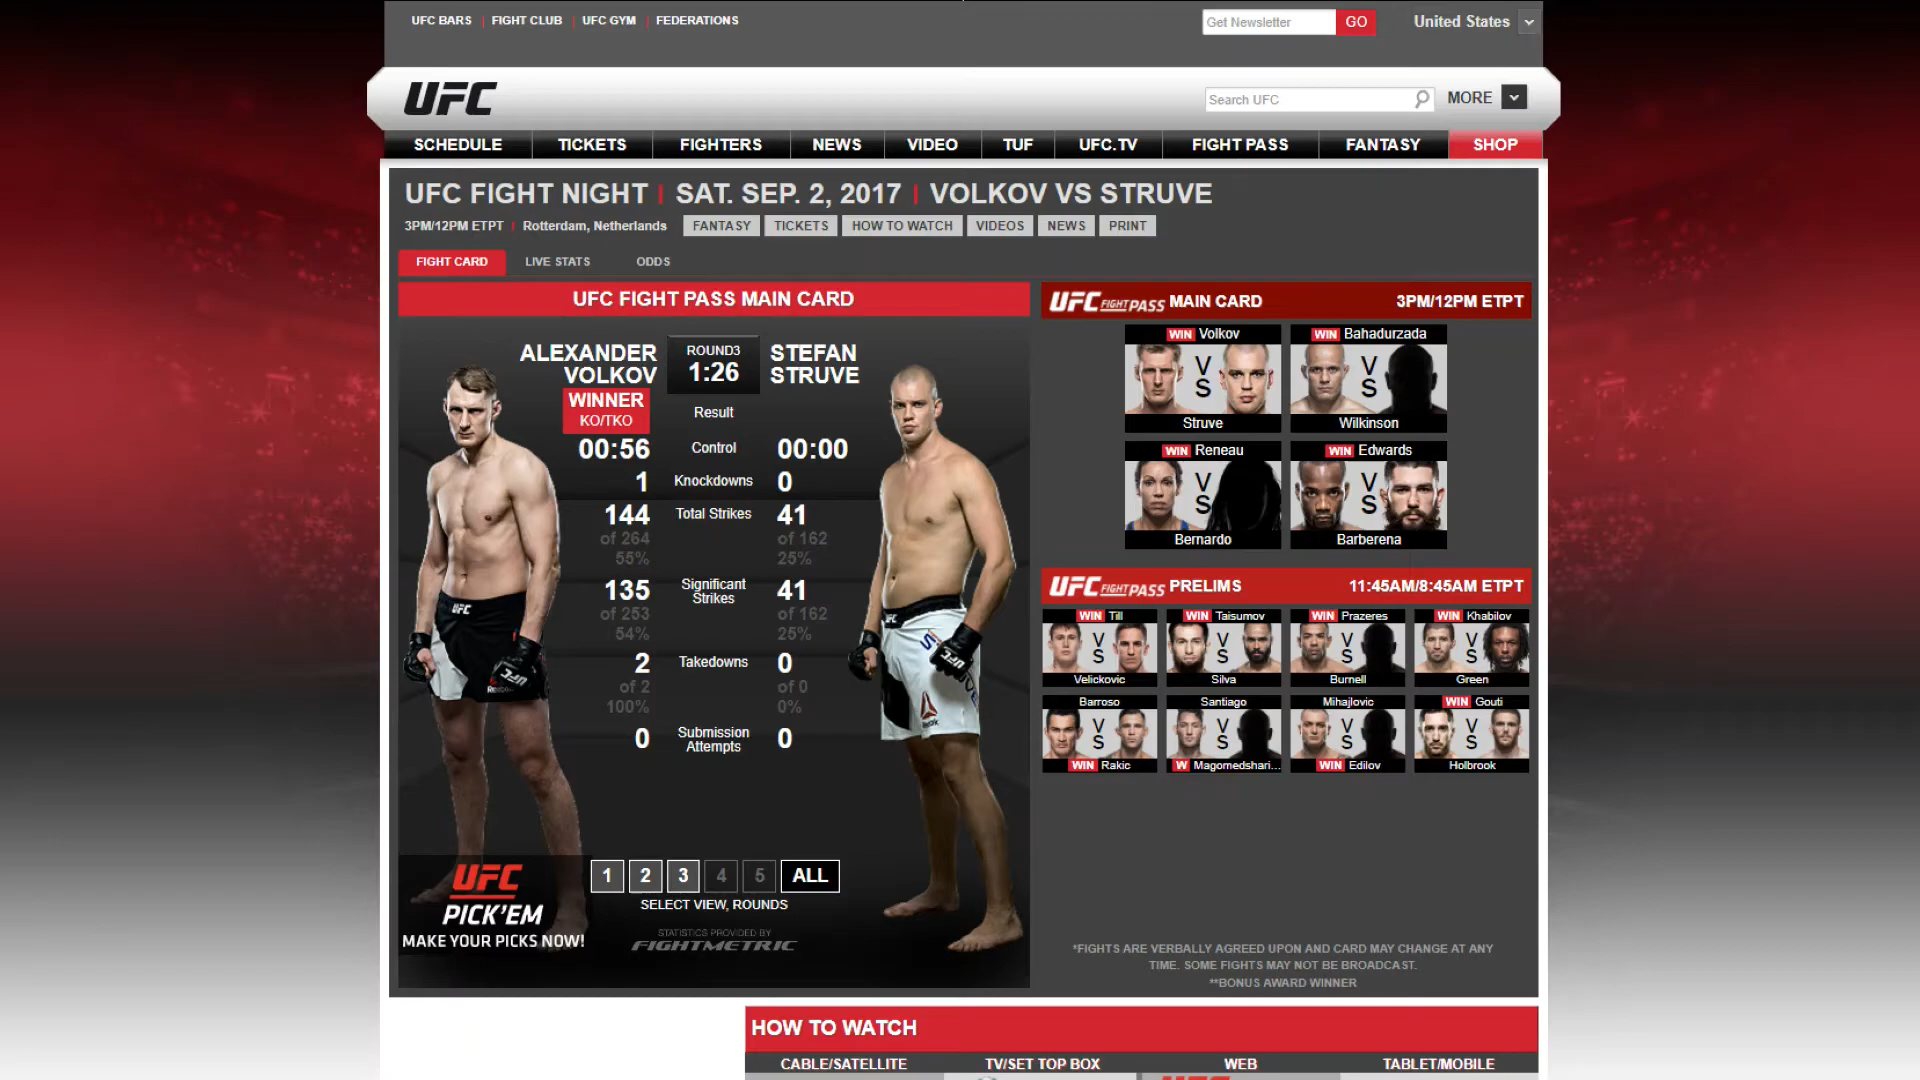 UFC BARS | FIGHT CLUB | UFC GYM | FEDERATIONS
Get Newsletter GO United States
UFC
Search UFC MORE
SCHEDULE TICKETS FIGHTERS NEWS VIDEO TUF UFC.TV FIGHT PASS FANTASY SHOP
UFC FIGHT NIGHT | SAT. SEP. 2, 2017 | VOLKOV VS STRUVE
3PM/12PM ETPT | Rotterdam, Netherlands FANTASY TICKETS HOW TO WATCH VIDEOS NEWS PRINT
FIGHT CARD LIVE STATS ODDS
UFC FIGHT PASS MAIN CARD
ALEXANDER VOLKOV
ROUND3
1:26
STEFAN STRUVE
WINNER
KO/TKO
Result
00:56 Control 00:00
1 Knockdowns 0
144 Total Strikes 41
of 264 of 162
55% 25%
135 Significant Strikes 41
of 253 of 162
54% 25%
2 Takedowns 0
of 2 of 0
100% 0%
0 Submission Attempts 0
UFC
UFC
UFC
UFC
Reebok
UFC
PICK'EM
MAKE YOUR PICKS NOW!
1 2 3 4 5 ALL
SELECT VIEW, ROUNDS
STATISTICS PROVIDED BY
FIGHTMETRIC
UFC FIGHT PASS MAIN CARD 3PM/12PM ETPT
WIN Volkov WIN Bahadurzada
VS VS
Struve Wilkinson
WIN Reneau WIN Edwards
VS VS
Bernardo Barberena
UFC FIGHT PASS PRELIMS 11:45AM/8:45AM ETPT
WIN Till WIN Taisumov WIN Prazeres WIN Khabilov
VS VS VS VS
Velickovic Silva Burnell Green
Barroso Santiago Mihajlovic WIN Gouti
VS VS VS VS
WIN Rakic W Magomedshari... WIN Edilov Holbrook
*FIGHTS ARE VERBALLY AGREED UPON AND CARD MAY CHANGE AT ANY
TIME. SOME FIGHTS MAY NOT BE BROADCAST.
**BONUS AWARD WINNER
HOW TO WATCH
CABLE/SATELLITE TV/SET TOP BOX WEB TABLET/MOBILE
UFC